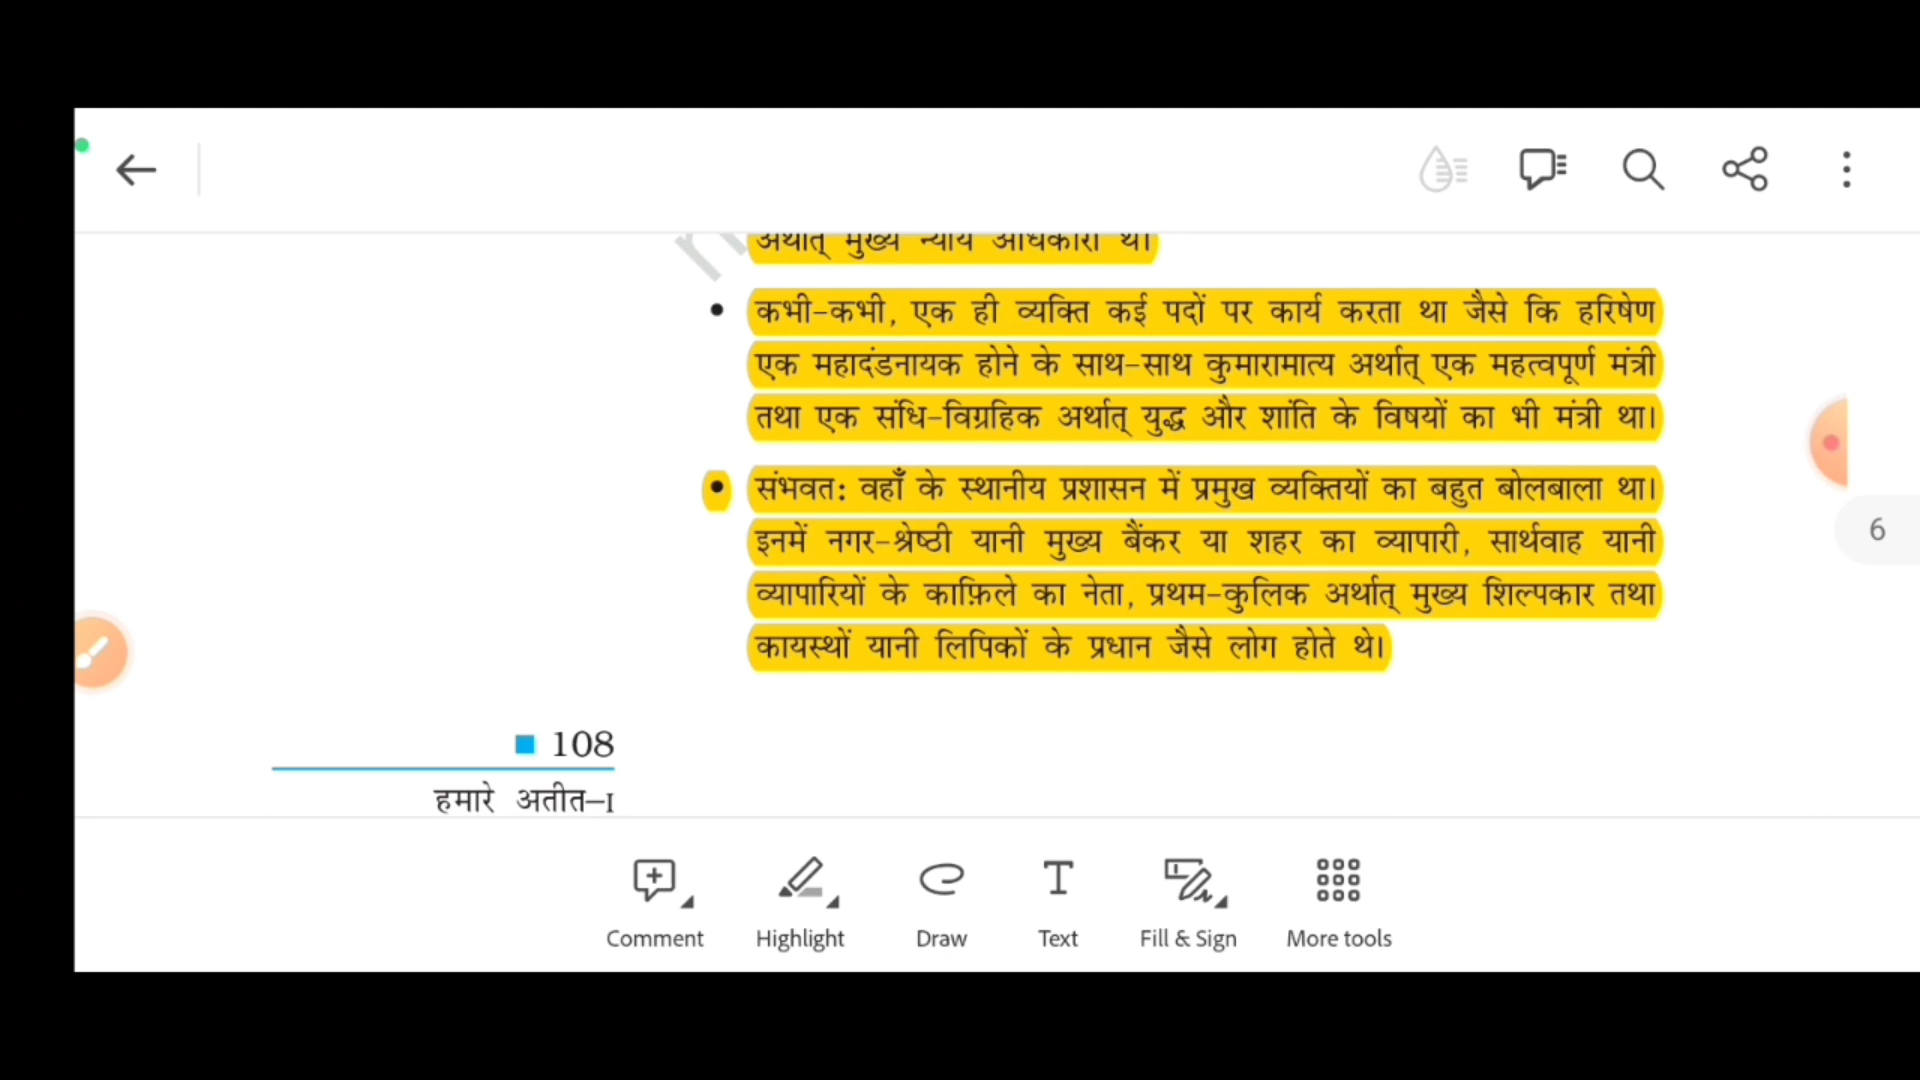 अर्थात् मुख्य न्याय अधिकारी था।
• कभी-कभी, एक ही व्यक्ति कई पदों पर कार्य करता था जैसे कि हरिषेण
एक महादंडनायक होने के साथ-साथ कुमारामात्य अर्थात् एक महत्वपूर्ण मंत्री
तथा एक संधि-विग्रहिक अर्थात् युद्ध और शांति के विषयों का भी मंत्री था।
• संभवत: वहाँ के स्थानीय प्रशासन में प्रमुख व्यक्तियों का बहुत बोलबाला था।
इनमें नगर-श्रेष्ठी यानी मुख्य बैंकर या शहर का व्यापारी, सार्थवाह यानी
व्यापारियों के काफ़िले का नेता, प्रथम-कुलिक अर्थात् मुख्य शिल्पकार तथा
कायस्थों यानी लिपिकों के प्रधान जैसे लोग होते थे।
6
108
हमारे अतीत–I
Comment Highlight Draw Text Fill & Sign More tools